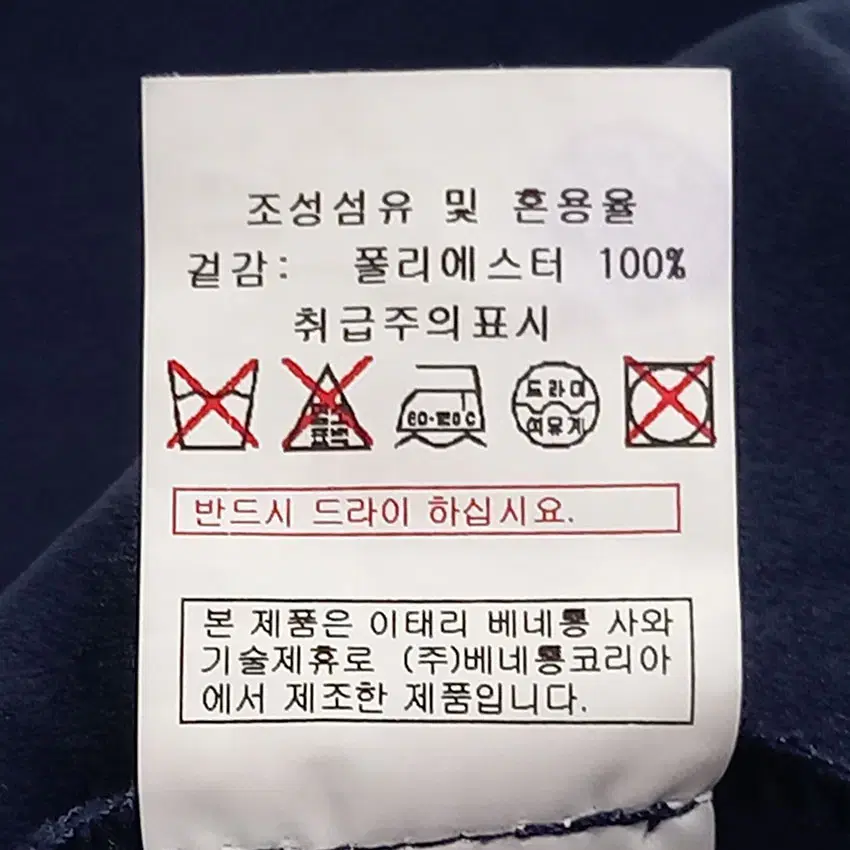 조성섬유 및 혼용율
겉감: 폴리에스터 100%
취급주의표시
드라이
석유계
반드시 드라이 하십시요.
본 제품은 이태리 베네통 사와
기술제휴로 (주)베네통코리아
에서 제조한 제품입니다.